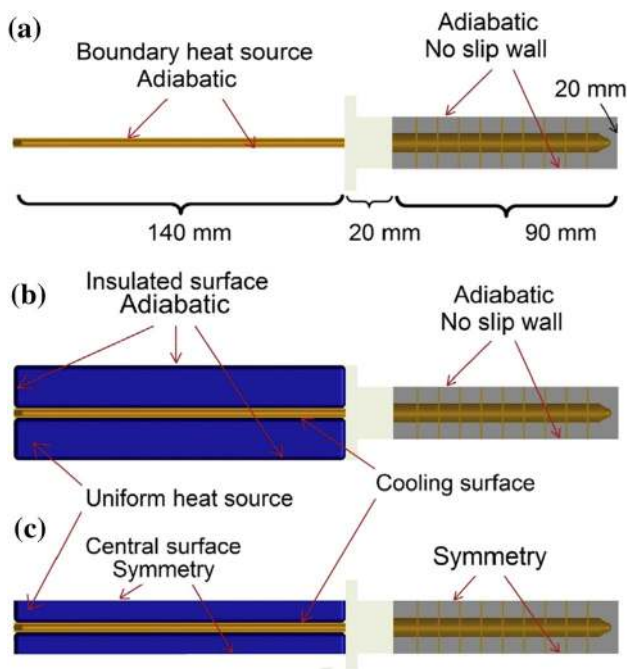 (a)
Boundary heat source
Adiabatic
Adiabatic
No slip wall
20 mm
140 mm
20 mm
90 mm
(b)
Insulated surface
Adiabatic
Adiabatic
No slip wall
Uniform heat source
Cooling surface
(c)
Central surface
Symmetry
Symmetry